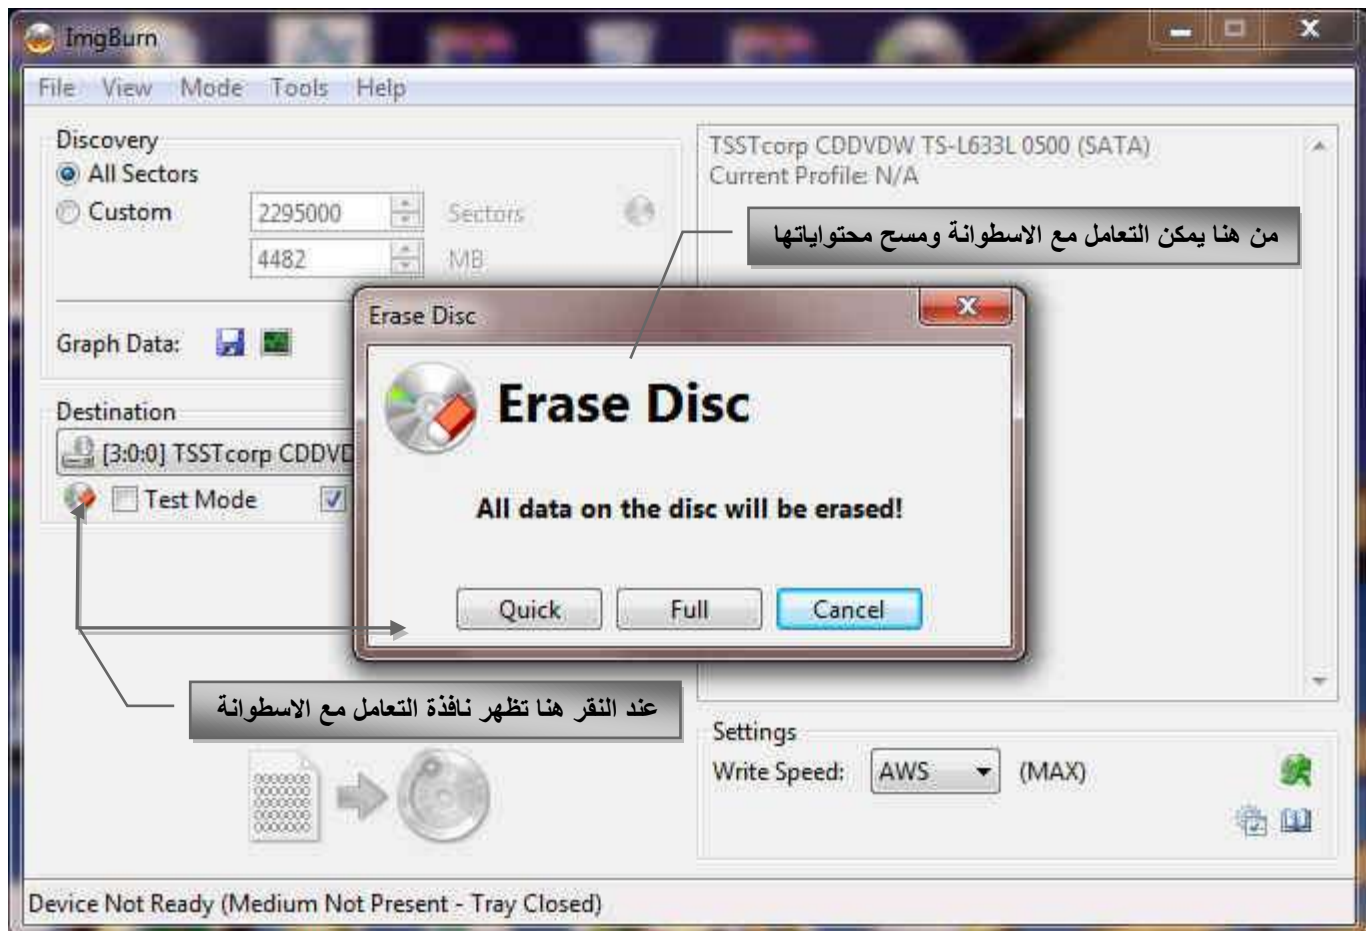 ImgBurn
File View Mode Tools Help
Discovery
All Sectors
Custom 2295000 Sectors
4482 MB
Graph Data:
Destination
[3:0:0] TSSTcorp CDDVD
Test Mode
TSSTcorp CDDVDW TS-L633L 0500 (SATA)
Current Profile: N/A
من هنا يمكن التعامل مع الاسطوانة ومسح محتواياتها
Erase Disc
Erase Disc
All data on the disc will be erased!
Quick Full Cancel
عند النقر هنا تظهر نافذة التعامل مع الاسطوانة
Settings
Write Speed: AWS (MAX)
Device Not Ready (Medium Not Present - Tray Closed)